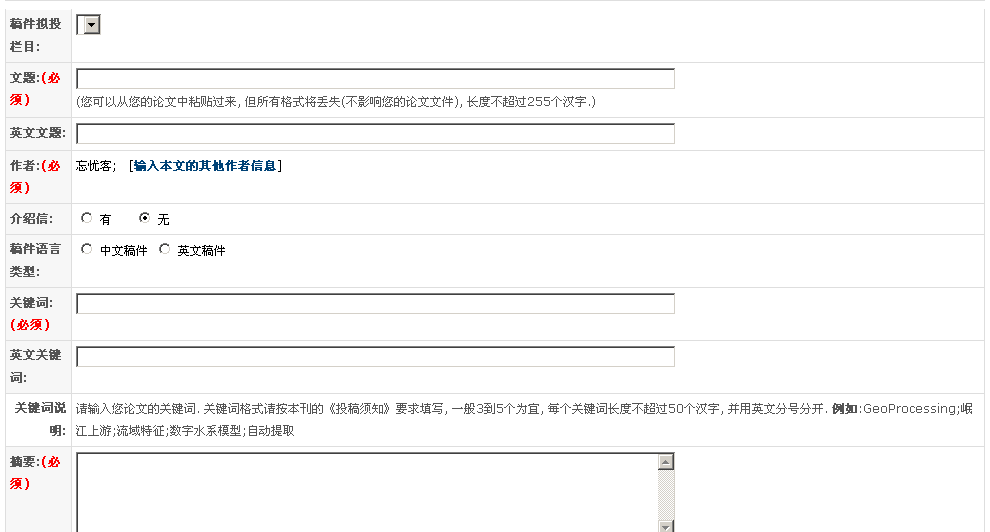 稿件拟投
栏目:
文题:(必
须)
(您可以从您的论文中粘贴过来, 但所有格式将丢失(不影响您的论文文件), 长度不超过255个汉字.)
英文文题:
作者:(必
须)
忘忧客; [输入本文的其他作者信息]
介绍信:
有 无
稿件语言
类型:
中文稿件 英文稿件
关键词:
(必须)
英文关键
词:
关键词说
明:
请输入您论文的关键词. 关键词格式请按本刊的《投稿须知》要求填写, 一般3到5个为宜, 每个关键词长度不超过50个汉字, 并用英文分号分开. 例如:GeoProcessing;岷
江上游;流域特征;数字水系模型;自动提取
摘要:(必
须)